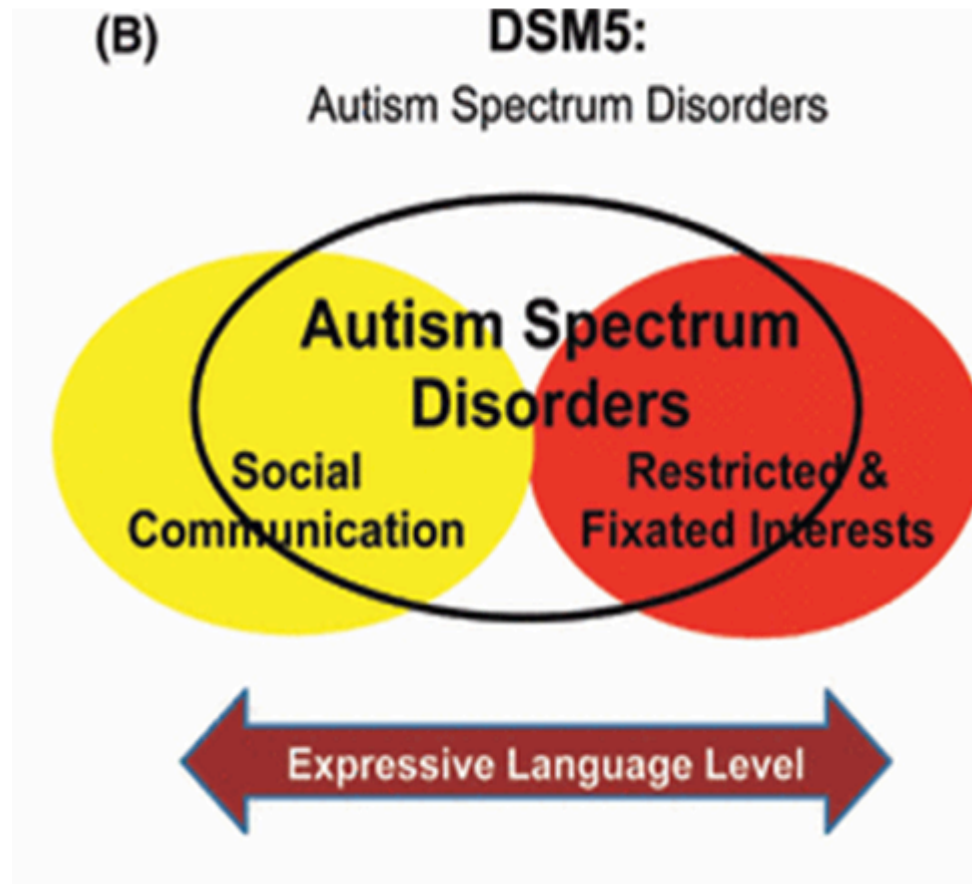 (B) DSM5:
Autism Spectrum Disorders
Autism Spectrum
Disorders
Social
Communication
Restricted &
Fixated Interests
Expressive Language Level